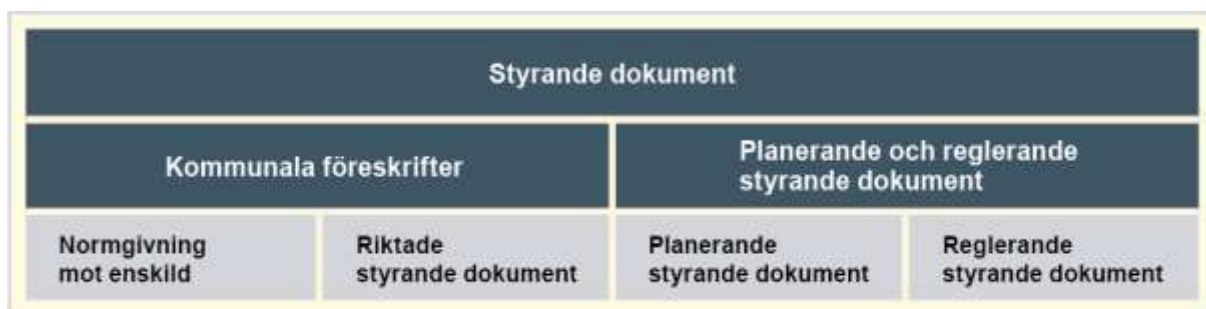 Styrande dokument
Kommunala föreskrifter
Planerande och reglerande
styrande dokument
Normgivning
mot enskild
Riktade
styrande dokument
Planerande
styrande dokument
Reglerande
styrande dokument